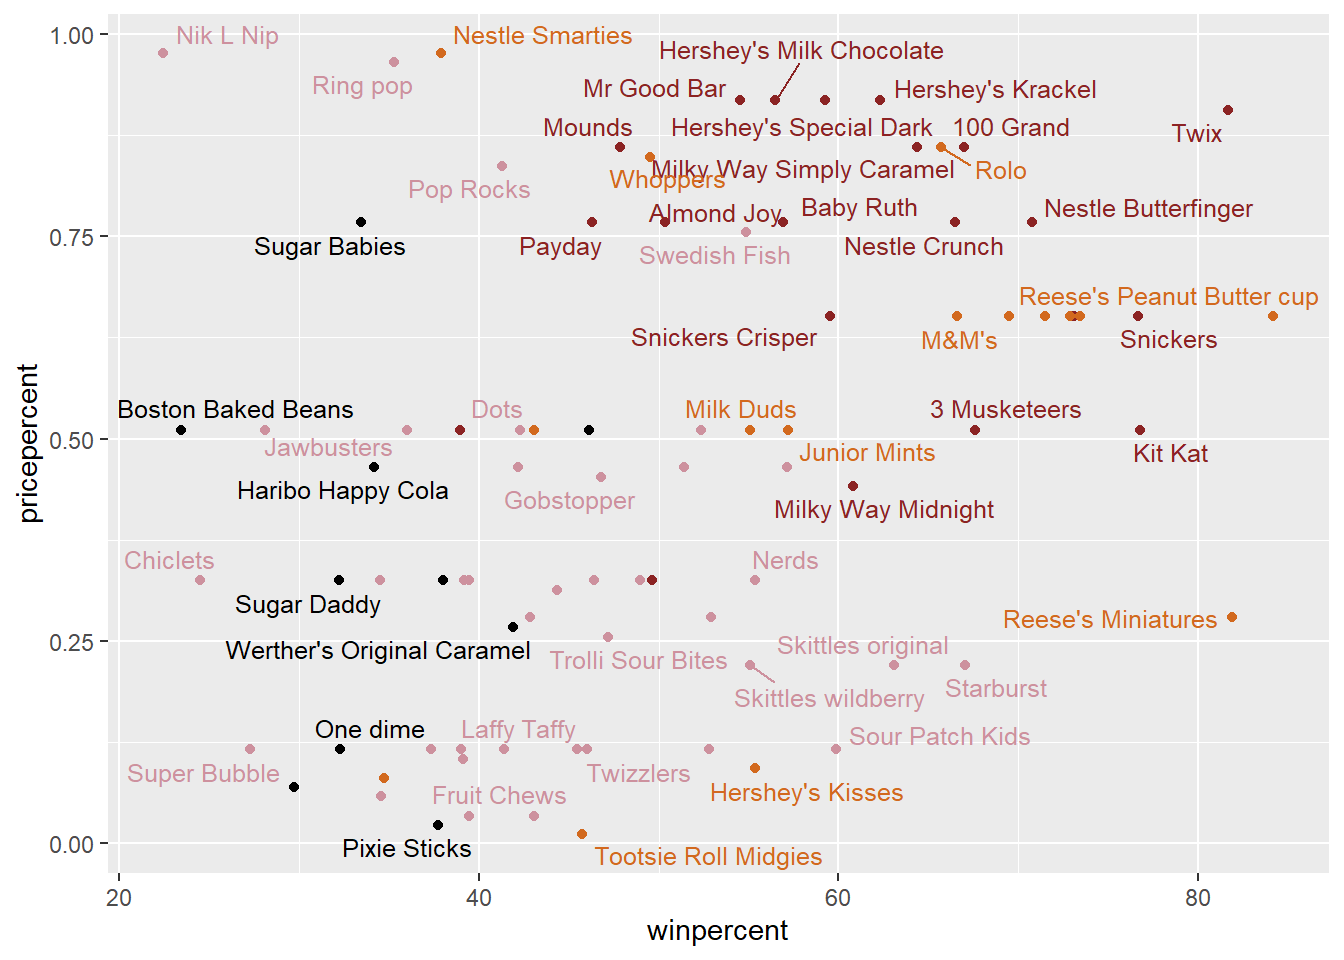 1.00
Nik L Nip
Nestle Smarties
Hershey's Milk Chocolate
Ring pop
Mr Good Bar
Hershey's Krackel
Mounds
Hershey's Special Dark
100 Grand
Twix
Milky Way Simply Caramel
Rolo
Whoppers
Pop Rocks
Almond Joy
Baby Ruth
Nestle Butterfinger
0.75
Sugar Babies
Payday
Nestle Crunch
Swedish Fish
Reese's Peanut Butter cup
Snickers Crisper
M&M's
Snickers
pricepercent
Boston Baked Beans
Dots
Milk Duds
3 Musketeers
0.50
Jawbusters
Junior Mints
Kit Kat
Haribo Happy Cola
Gobstopper
Milky Way Midnight
Chiclets
Nerds
Sugar Daddy
Reese's Miniatures
0.25
Werther's Original Caramel
Skittles original
Trolli Sour Bites
Starburst
Skittles wildberry
One dime
Laffy Taffy
Sour Patch Kids
Super Bubble
Twizzlers
Fruit Chews
Hershey's Kisses
0.00
Pixie Sticks
Tootsie Roll Midgies
20
40
60
80
winpercent